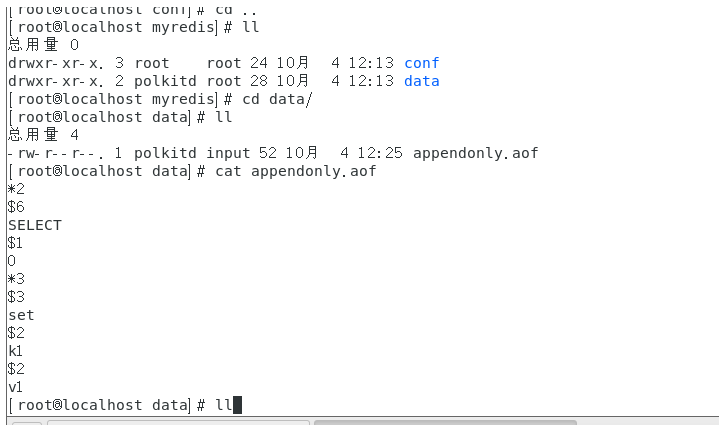 [root@localhost conf]# cd ..
[root@localhost myredis]# ll
总用量 0
drwxr-xr-x. 3 root    root 24 10月  4 12:13 conf
drwxr-xr-x. 2 polkitd root 28 10月  4 12:13 data
[root@localhost myredis]# cd data/
[root@localhost data]# ll
总用量 4
-rw-r--r--. 1 polkitd input 52 10月  4 12:25 appendonly.aof
[root@localhost data]# cat appendonly.aof
*2
$6
SELECT
$1
0
*3
$3
set
$2
k1
$2
v1
[root@localhost data]# ll